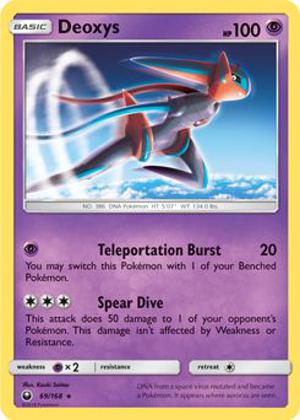 BASIC Deoxys HP100
NO. 386 DNA Pokémon HT: 5'07" WT: 134.0 lbs.
Teleportation Burst 20
You may switch this Pokémon with 1 of your Benched
Pokémon.
Spear Dive
This attack does 50 damage to 1 of your
opponent's Pokémon. This damage isn't affected by Weakness or
Resistance.
weakness ×2 resistance retreat
Illus. Kouki Saitou
69/168 ★
©2018 Pokémon
DNA from a space virus mutated and became
a Pokémon. It appears where auroras are seen.